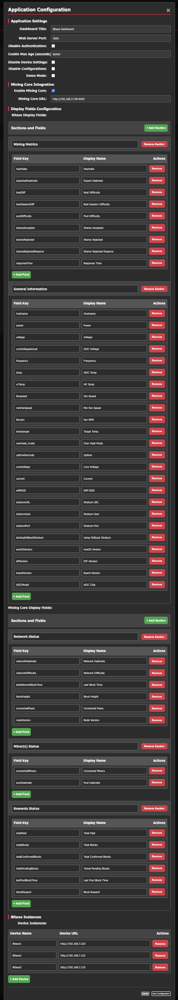 Application Configuration ×
Application Settings
Dashboard Title: Bitaxe Dashboard
Web Server Port: 3000
Disable Authentication:
Cookie Max Age (seconds) 86400
Disable Device Settings:
Disable Configurations:
Demo Mode:
Mining Core Integration
Enable Mining Core:
Mining Core URL: http://192.168.7.149:4000
Display Fields Configuration
Bitaxe Display Fields:
Sections and Fields + Add Section
Mining Metrics Remove Section
Field Key Display Name Actions
hashRate Hashrate Remove
expectedHashrate Expect Hashrate Remove
bestDiff Best Difficulty Remove
bestSessionDiff Best Session Difficulty Remove
poolDifficulty Pool Difficulty Remove
sharesAccepted Shares Accepted Remove
sharesRejected Shares Rejected Remove
sharesRejectedReasons Shares Rejected Reasons Remove
responseTime Response Time Remove
+ Add Field
General Information Remove Section
Field Key Display Name Actions
hostname Hostname Remove
power Power Remove
voltage Voltage Remove
coreVoltageActual ASIC Voltage Remove
frequency Frequency Remove
temp ASIC Temp Remove
vrTemp VR Temp Remove
fanspeed Fan Speed Remove
minFanSpeed Min Fan Speed Remove
fanrpm Fan RPM Remove
temptarget Target Temp Remove
overheat_mode Over Heat Mode Remove
uptimeSeconds Uptime Remove
coreVoltage Core Voltage Remove
current Current Remove
wifiRSSI Wifi RSSI Remove
stratumURL Stratum URL Remove
stratumUser Stratum User Remove
stratumPort Stratum Port Remove
isUsingFallbackStratum Using Fallback Stratum Remove
axeOSVersion AxeOS Version Remove
idfVersion IDF Version Remove
boardVersion Board Version Remove
ASICModel ASIC Chip Remove
+ Add Field
Mining Core Display Fields:
Sections and Fields + Add Section
Network Status Remove Section
Field Key Display Name Actions
networkHashrate Network Hashrate Remove
networkDifficulty Network Difficulty Remove
lastNetworkBlockTime Last Block Time Remove
blockHeight Block Height Remove
connectedPeers Connected Peers Remove
nodeVersion Node Version Remove
+ Add Field
Miner(s) Status Remove Section
Field Key Display Name Actions
connectedMiners Connected Miners Remove
poolHashrate Pool Hashrate Remove
+ Add Field
Rewards Status Remove Section
Field Key Display Name Actions
totalPaid Total Paid Remove
totalBlocks Total Blocks Remove
totalConfirmedBlocks Total Confirmed Blocks Remove
totalPendingBlocks Totoal Pending Blocks Remove
lastPoolBlockTime Last Pool Block Time Remove
blockReward Block Reward Remove
+ Add Field
Bitaxe Instances
Device Instances:
Device Name Device URL Actions
Bitaxe1 http://192.168.7.220 Remove
Bitaxe2 http://192.168.7.122 Remove
Bitaxe3 http://192.168.7.120 Remove
+ Add Device
Cancel Save Configuration